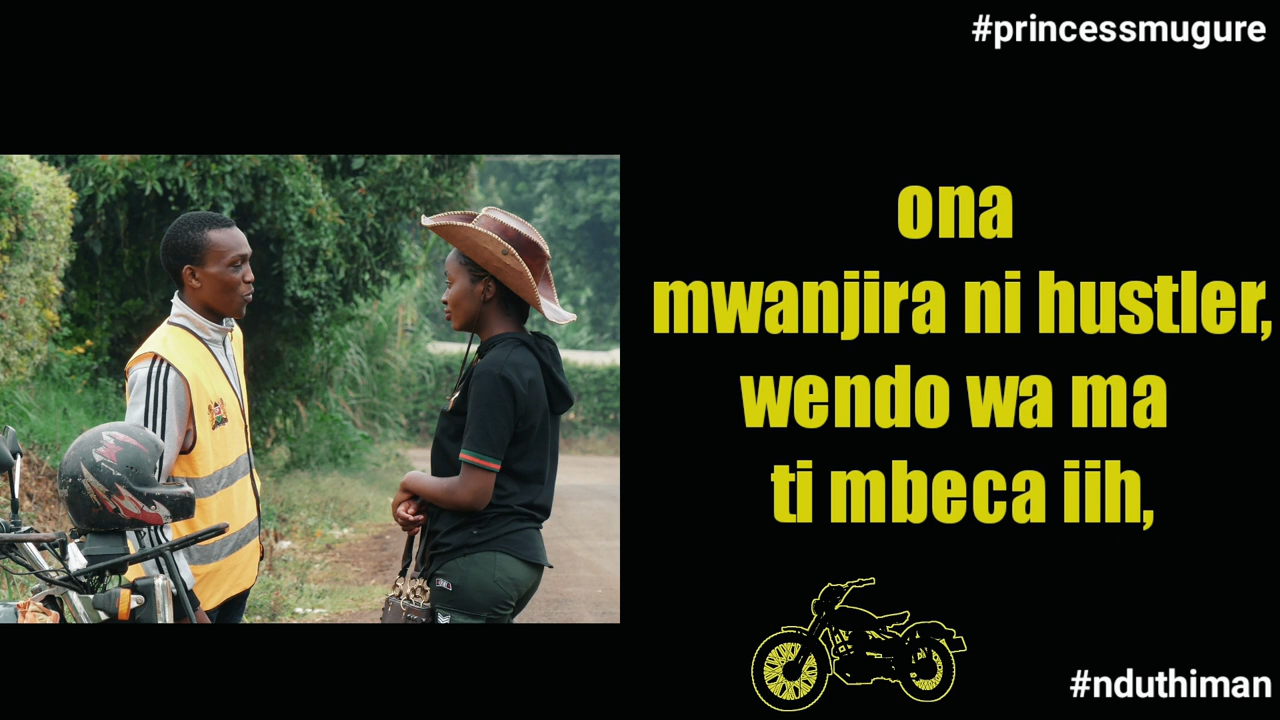 #princessmugure
ona
mwanjira ni hustler,
wendo wa ma
ti mbeca iih,
#nduthiman